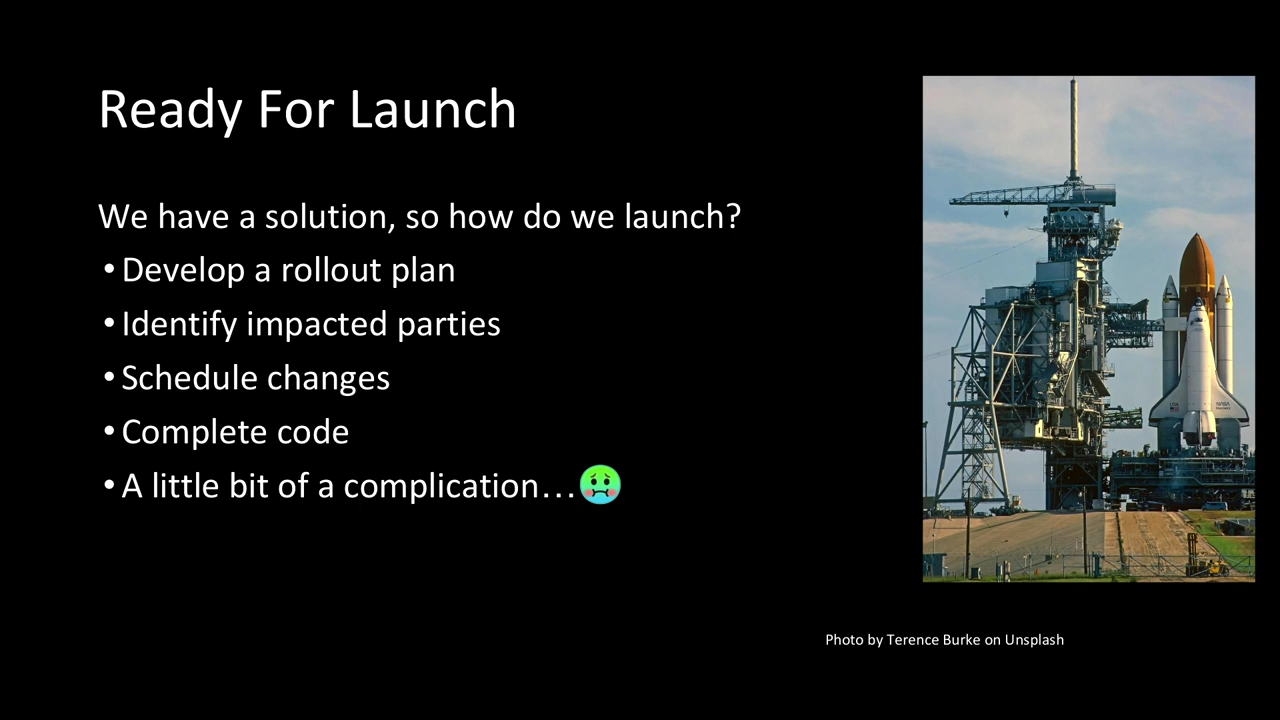 Ready For Launch
We have a solution, so how do we launch?
• Develop a rollout plan
• Identify impacted parties
• Schedule changes
• Complete code
• A little bit of a complication…🤢
Photo by Terence Burke on Unsplash